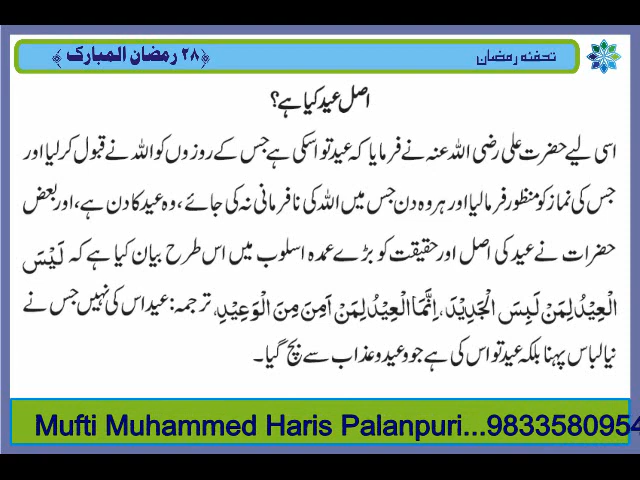 تحفۂ رمضان
﴿۲۸ رمضان المبارک﴾
اصل عید کیا ہے؟
اسی لیے حضرت علی رضی اللہ عنہ نے فرمایا کہ عید تو اسکی ہے جس کے روزوں کو اللہ نے قبول کر لیا اور
جس کی نماز کو منظور فرمالیا اور ہر وہ دن جس میں اللہ کی نافرمانی نہ کی جائے، وہ عید کا دن ہے، اور بعض
حضرات نے عید کی اصل اور حقیقت کو بڑے عمدہ اسلوب میں اس طرح بیان کیا ہے کہ لَیْسَ
الْعِیْدُ لِمَنْ لَبِسَ الْجَدِیْدَ، اِنَّمَا الْعِیْدُ لِمَنْ اَمِنَ مِنَ الْوَعِیْدِ، ترجمہ: عید اس کی نہیں جس نے
نیا لباس پہنا بلکہ عید تو اس کی ہے جو وعید و عذاب سے بچ گیا۔
Mufti Muhammed Haris Palanpuri...9833580954